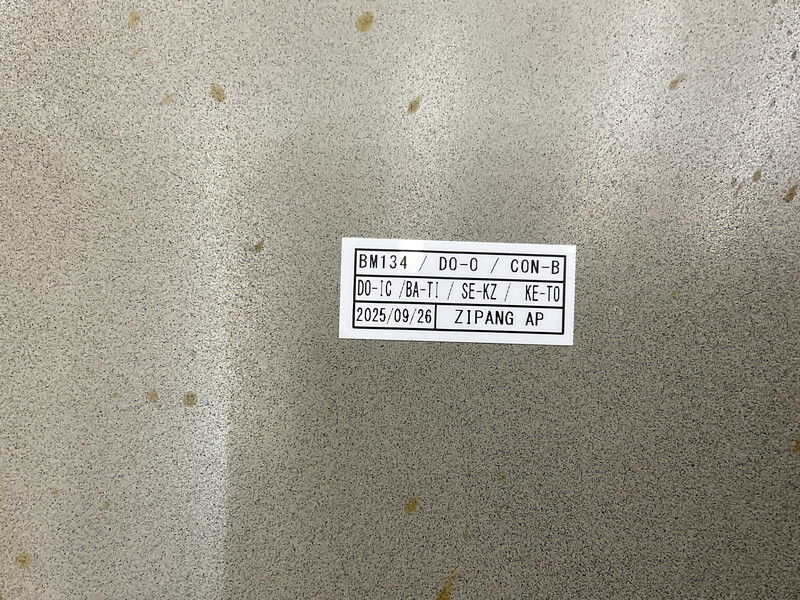 BM134 / DO-O / CON-B
DO-IC /BA-TI / SE-KZ / KE-TO
2025/09/26 ZIPANG AP